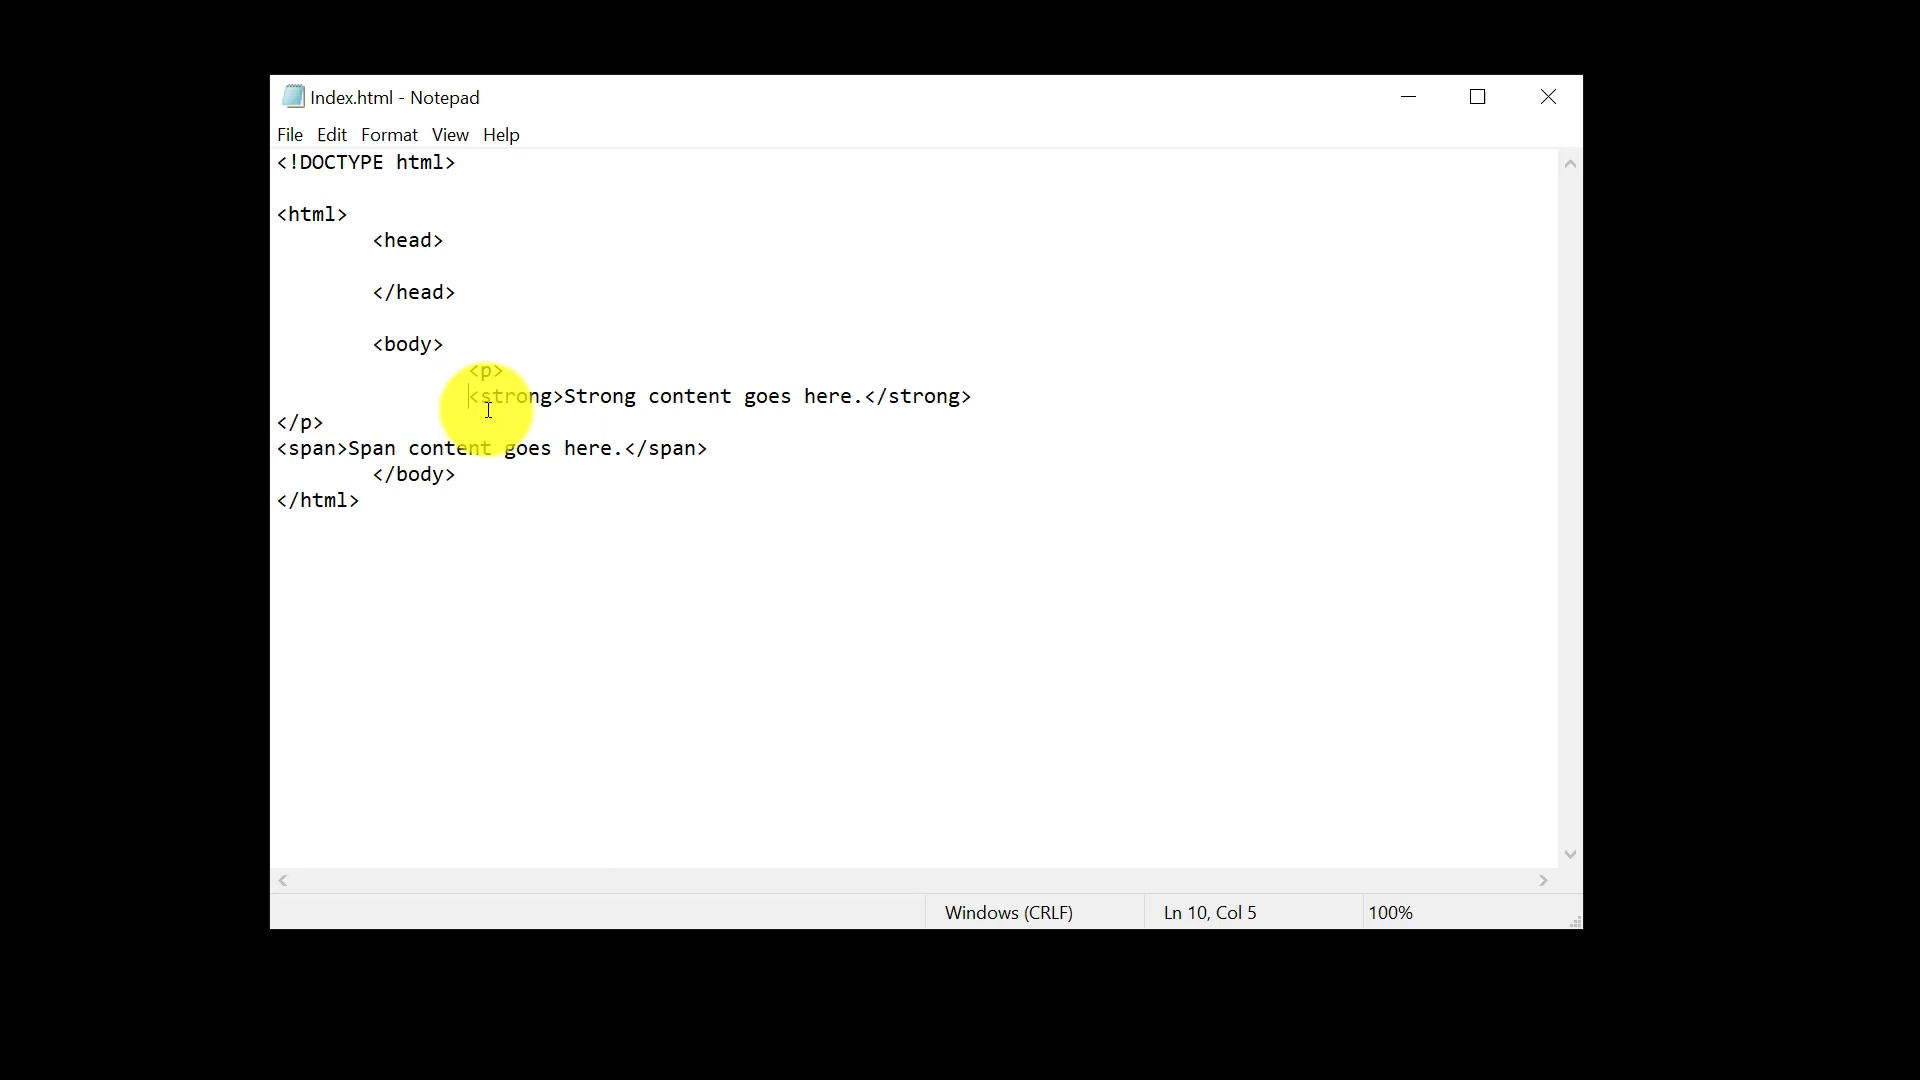 Index.html - Notepad
File Edit Format View Help
<!DOCTYPE html>
<html>
<head>
</head>
<body>
<p>
<strong>Strong content goes here.</strong>
</p>
<span>Span content goes here.</span>
</body>
</html>
Windows (CRLF) Ln 10, Col 5 100%